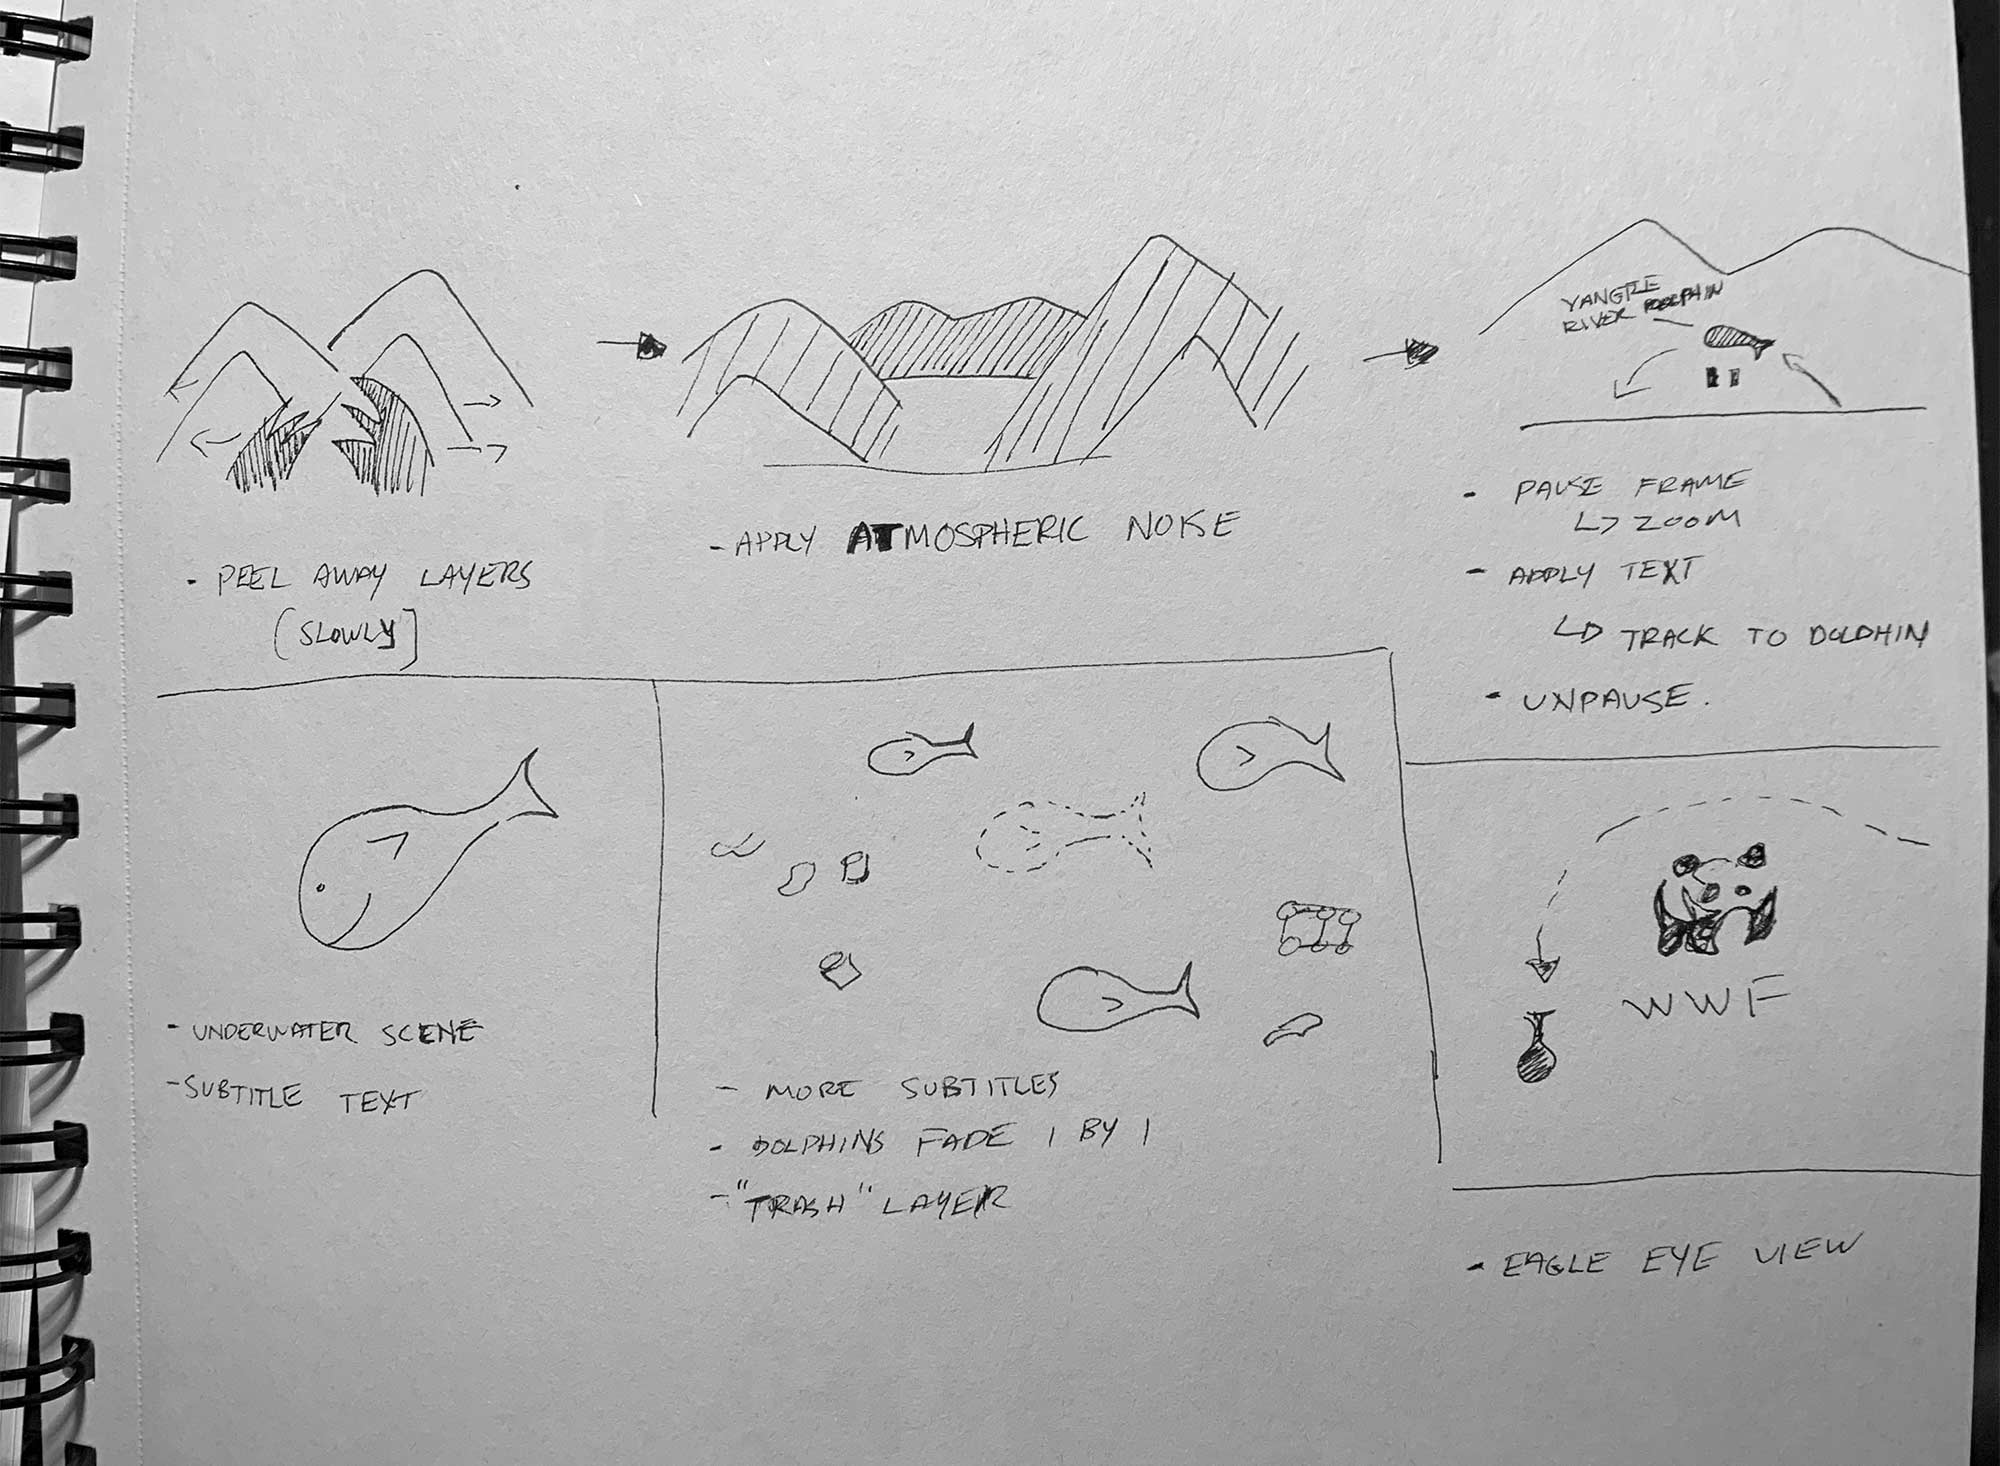 - PEEL AWAY LAYERS
[SLOWLY]
- APPLY ATMOSPHERIC NOISE
YANGTZE
RIVER DOLPHIN
- PAUSE FRAME
ZOOM
- APPLY TEXT
TRACK TO DOLPHIN
- UNPAUSE.
- UNDERWATER SCENE
- SUBTITLE TEXT
- MORE SUBTITLES
- DOLPHINS FADE 1 BY 1
- "TRASH" LAYER
WWF
- EAGLE EYE VIEW